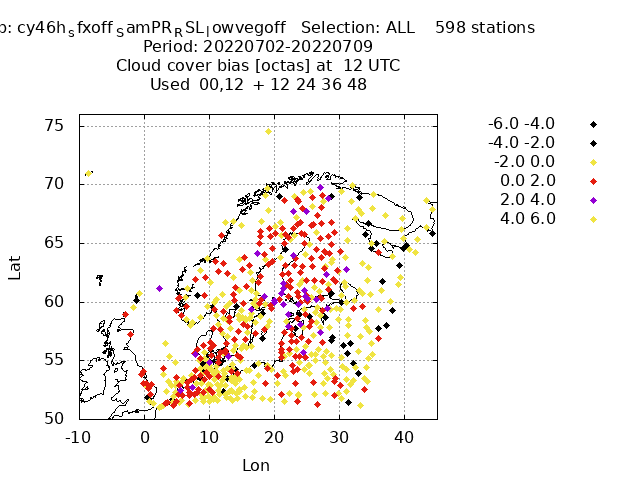 p: cy46h_sfxoff_SamPR_RSL_lowvegoff Selection: ALL 598 stations
Period: 20220702-20220709
Cloud cover bias [octas] at 12 UTC
Used 00,12 + 12 24 36 48
-6.0 -4.0
-4.0 -2.0
-2.0 0.0
0.0 2.0
2.0 4.0
4.0 6.0
75
70
65
60
55
50
Lat
-10 0 10 20 30 40
Lon